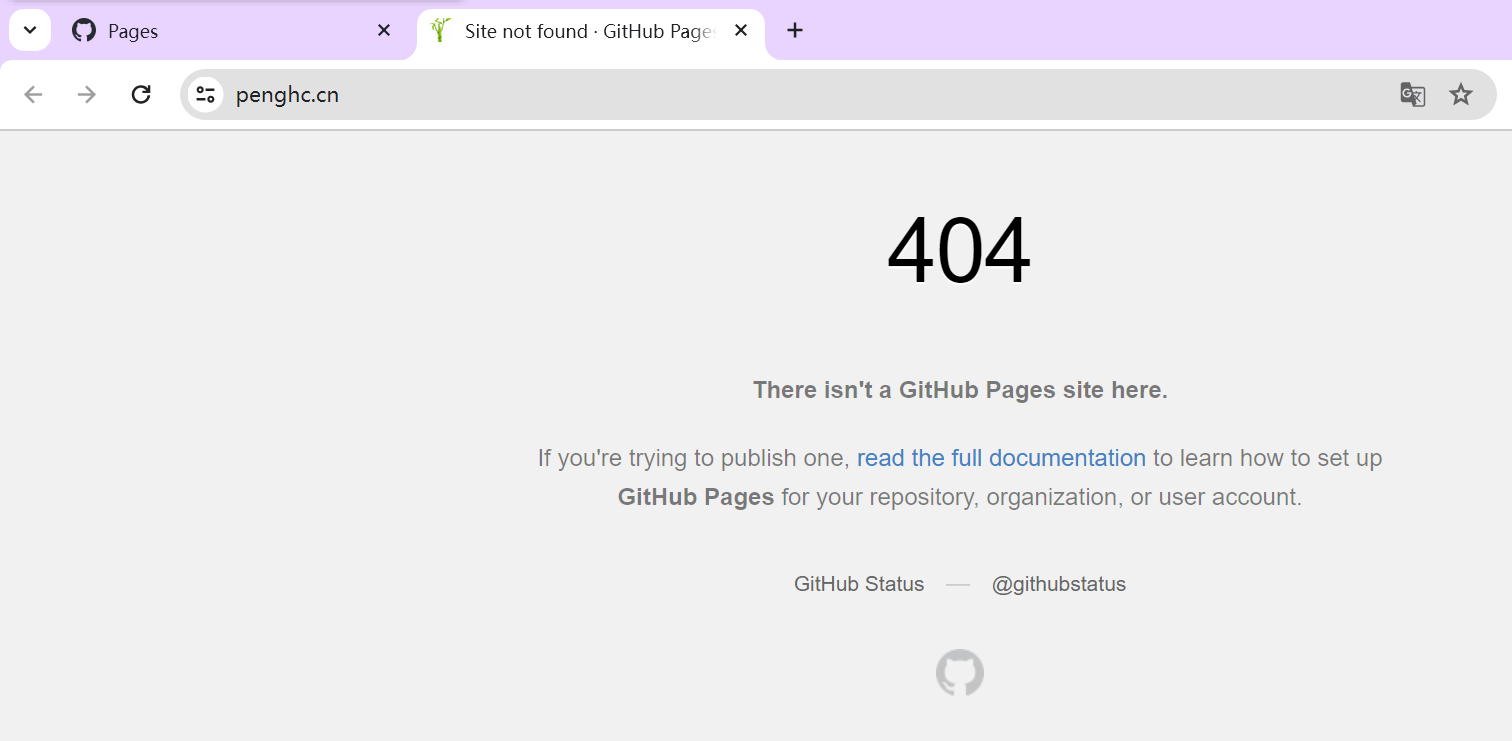 Pages
Site not found · GitHub Page
penghc.cn
404
There isn't a GitHub Pages site here.
If you're trying to publish one, read the full documentation to learn how to set up
GitHub Pages for your repository, organization, or user account.
GitHub Status — @githubstatus